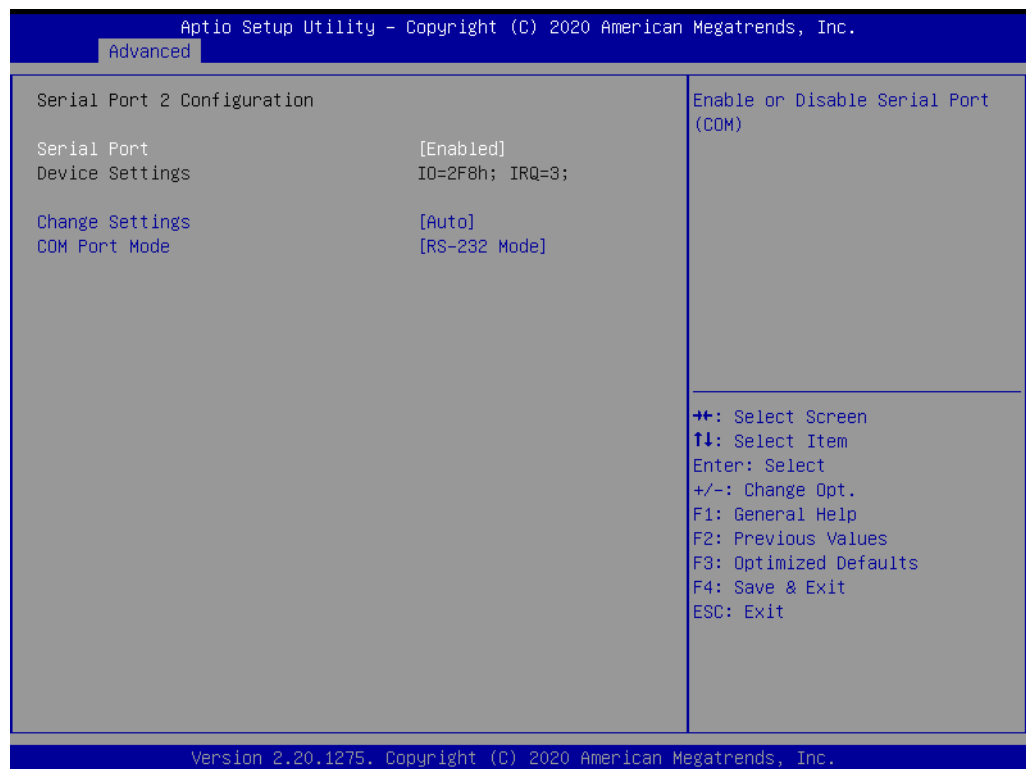 Aptio Setup Utility – Copyright (C) 2020 American Megatrends, Inc.
Advanced
Serial Port 2 Configuration
Serial Port [Enabled]
Device Settings IO=2F8h; IRQ=3;
Change Settings [Auto]
COM Port Mode [RS-232 Mode]
Enable or Disable Serial Port
(COM)
→←: Select Screen
↑↓: Select Item
Enter: Select
+/-: Change Opt.
F1: General Help
F2: Previous Values
F3: Optimized Defaults
F4: Save & Exit
ESC: Exit
Version 2.20.1275. Copyright (C) 2020 American Megatrends, Inc.